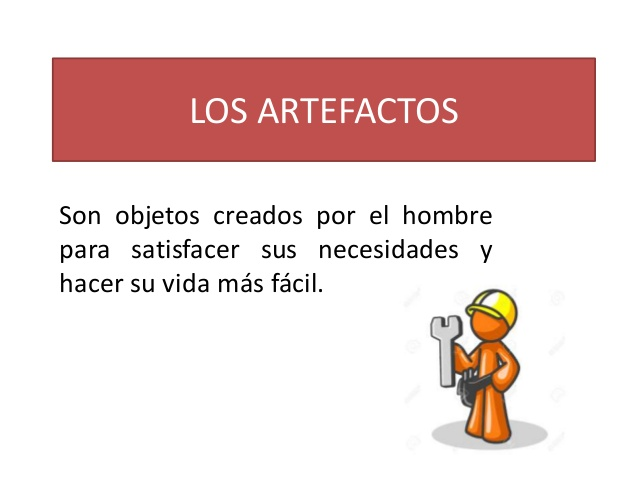 LOS ARTEFACTOS
Son objetos creados por el hombre
para satisfacer sus necesidades y
hacer su vida más fácil.